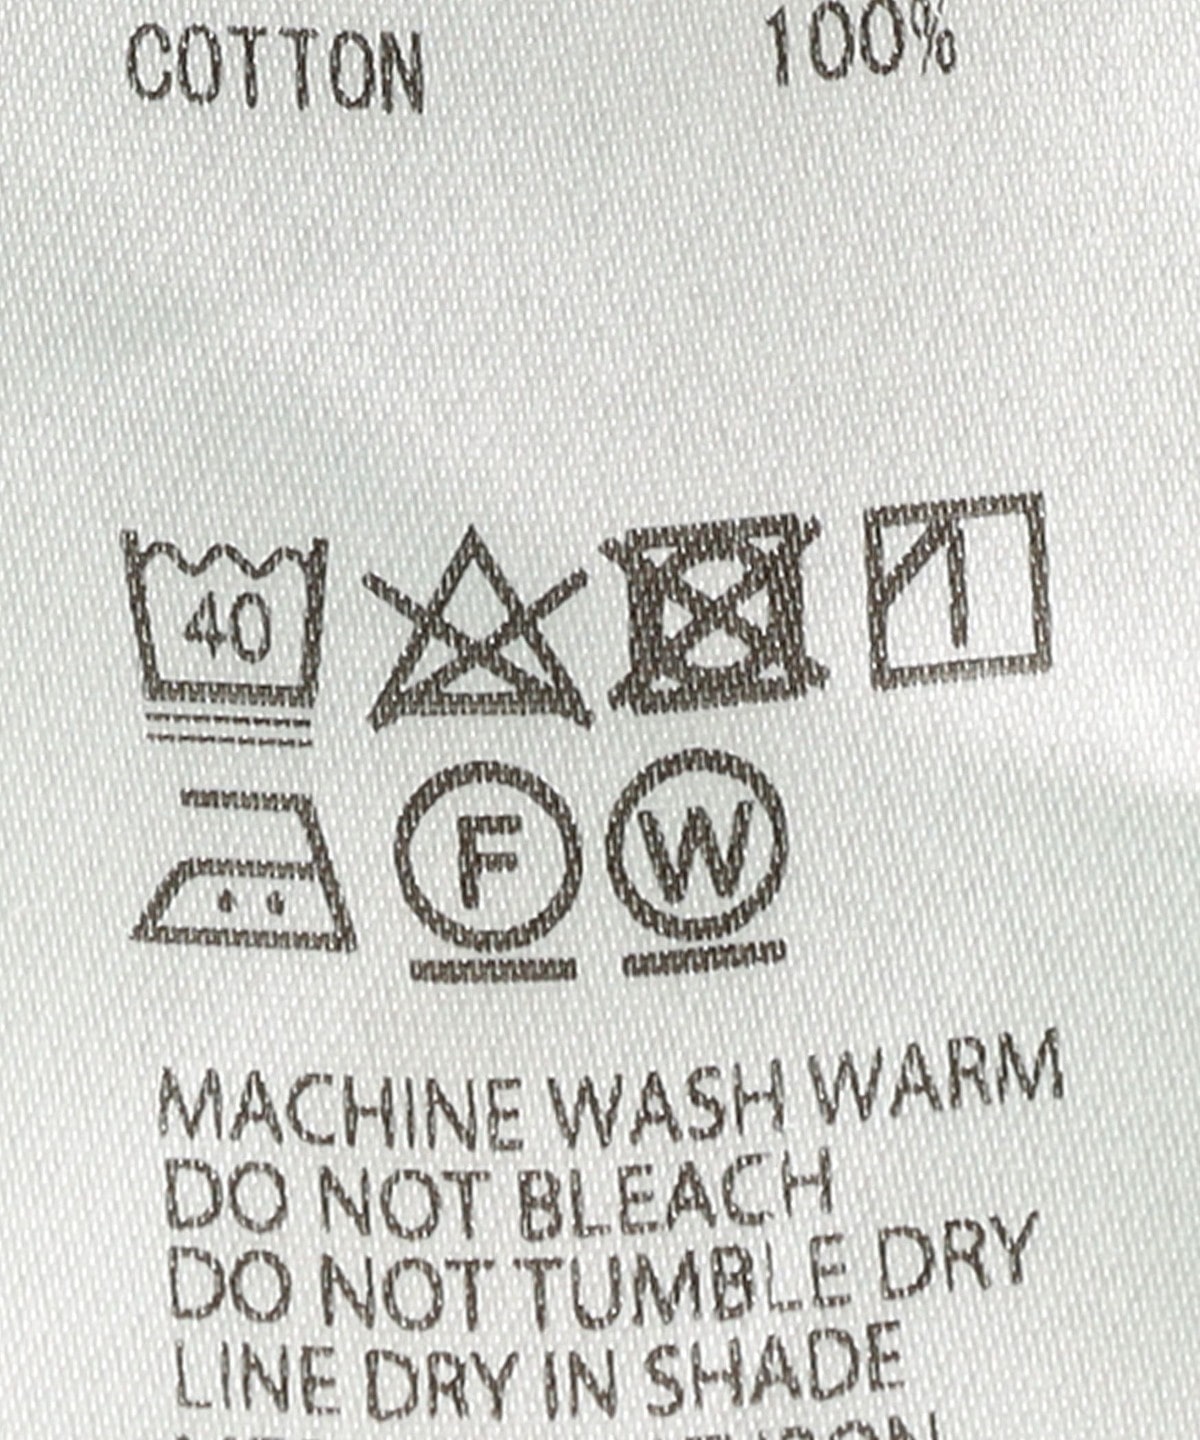 COTTON 100%
40
F W
MACHINE WASH WARM
DO NOT BLEACH
DO NOT TUMBLE DRY
LINE DRY IN SHADE